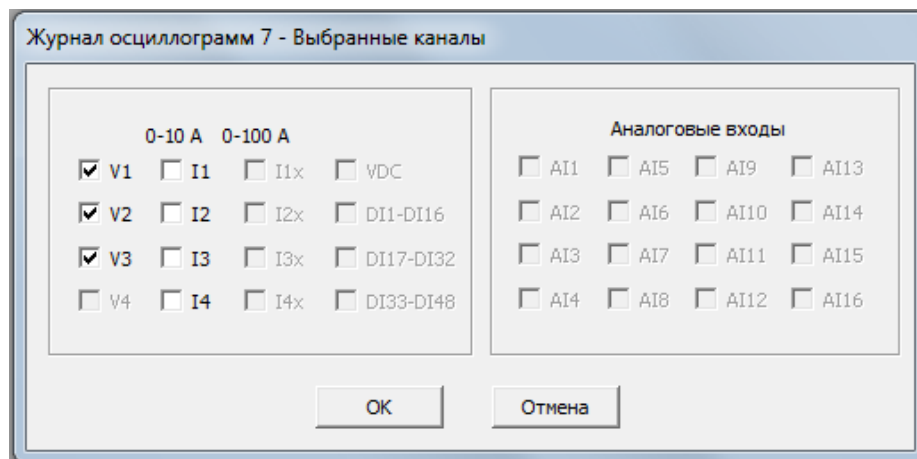 Журнал осциллограмм 7 - Выбранные каналы
0-10 A 0-100 A
V1 I1 I1x VDC
V2 I2 I2x DI1-DI16
V3 I3 I3x DI17-DI32
V4 I4 I4x DI33-DI48
Аналоговые входы
AI1 AI5 AI9 AI13
AI2 AI6 AI10 AI14
AI3 AI7 AI11 AI15
AI4 AI8 AI12 AI16
OK Отмена